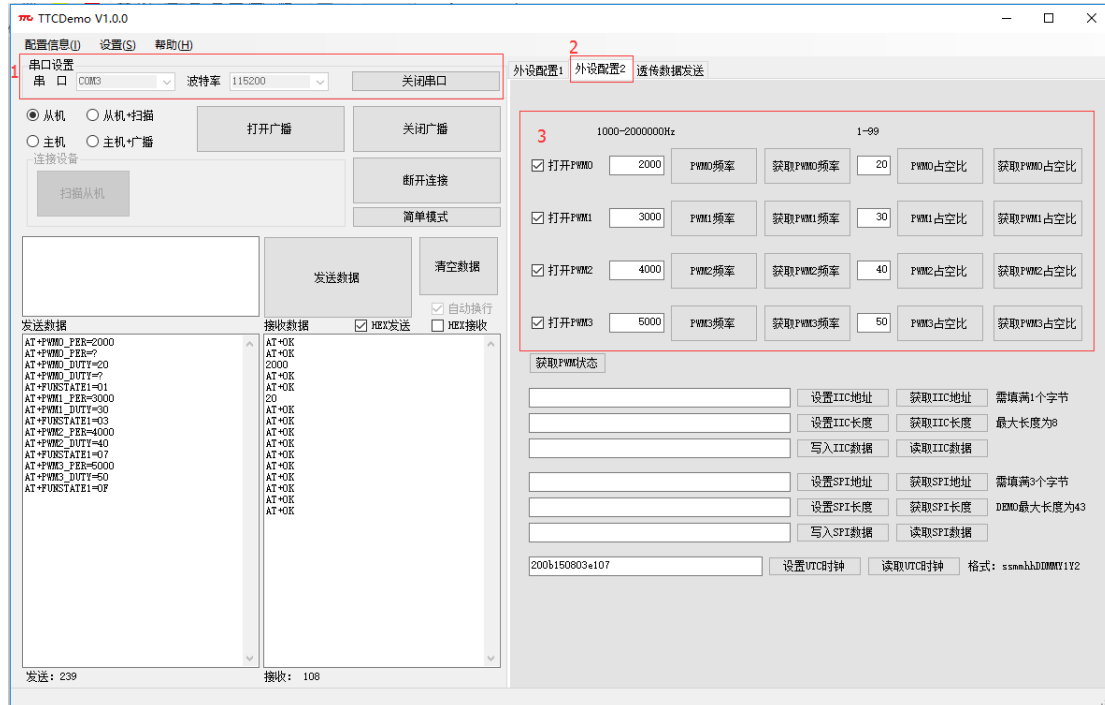 TTCDemo V1.0.0
配置信息(I) 设置(S) 帮助(H)
1
串口设置
串 口 COM3 波特率 115200 关闭串口
从机 从机+扫描
主机 主机+广播
打开广播 关闭广播
连接设备
扫描从机
断开连接
简单模式
发送数据
清空数据
自动换行
发送数据 接收数据 HEX发送 HEX接收
AT+PWM0_PER=2000
AT+PWM0_PER=?
AT+PWM0_DUTY=20
AT+PWM0_DUTY=?
AT+FUNSTATE1=01
AT+PWM1_PER=3000
AT+PWM1_DUTY=30
AT+FUNSTATE1=03
AT+PWM2_PER=4000
AT+PWM2_DUTY=40
AT+FUNSTATE1=07
AT+PWM3_PER=5000
AT+PWM3_DUTY=50
AT+FUNSTATE1=0F
AT+OK
AT+OK
2000
AT+OK
AT+OK
20
AT+OK
AT+OK
AT+OK
AT+OK
AT+OK
AT+OK
AT+OK
AT+OK
AT+OK
AT+OK
发送: 239 接收: 108
2
外设配置1 外设配置2 透传数据发送
3
1000-2000000Hz 1-99
打开PWM0 2000 PWM0频率 获取PWM0频率 20 PWM0占空比 获取PWM0占空比
打开PWM1 3000 PWM1频率 获取PWM1频率 30 PWM1占空比 获取PWM1占空比
打开PWM2 4000 PWM2频率 获取PWM2频率 40 PWM2占空比 获取PWM2占空比
打开PWM3 5000 PWM3频率 获取PWM3频率 50 PWM3占空比 获取PWM3占空比
获取PWM状态
设置IIC地址 获取IIC地址 需填满1个字节
设置IIC长度 获取IIC长度 最大长度为8
写入IIC数据 读取IIC数据
设置SPI地址 获取SPI地址 需填满3个字节
设置SPI长度 获取SPI长度 DEMO最大长度为43
写入SPI数据 读取SPI数据
200b150803e107 设置UTC时钟 读取UTC时钟 格式: ssmmhhDDMMY1Y2